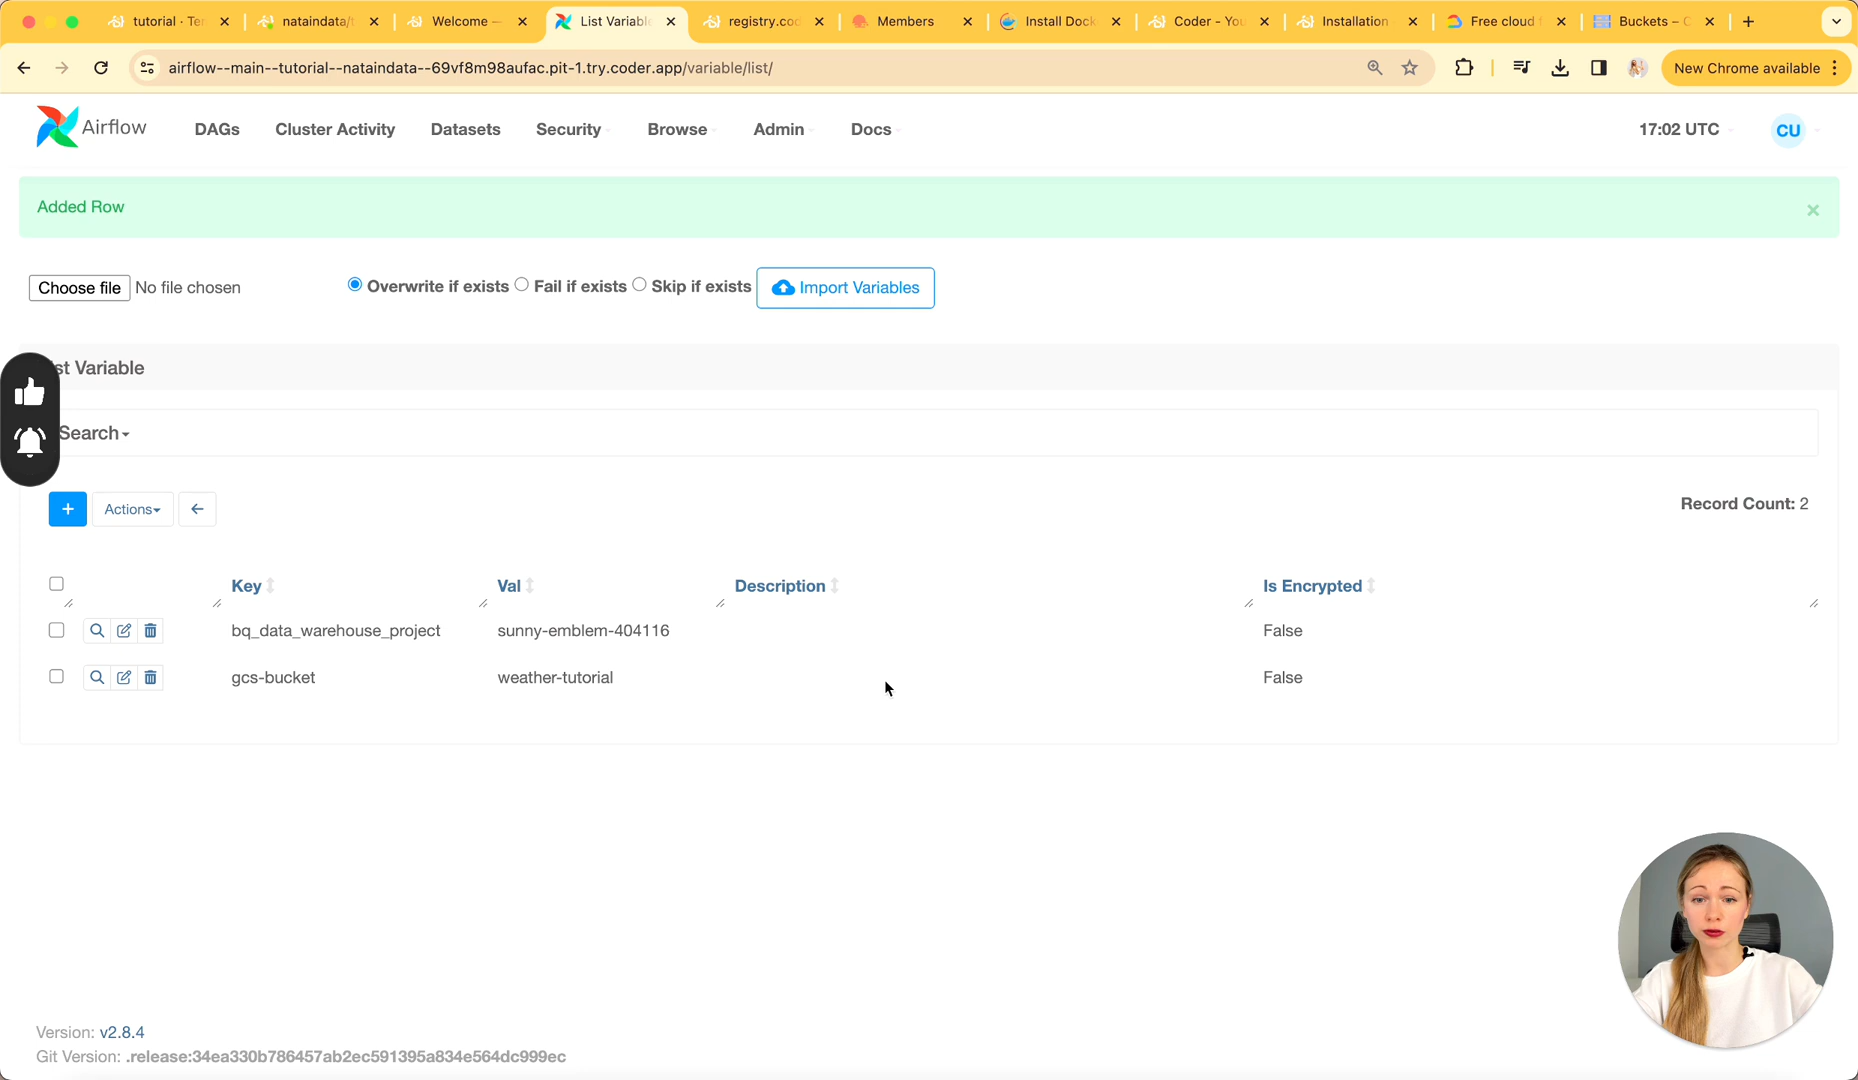 tutorial · Te
nataindata/t
Welcome —
List Variable
registry.cod
Members
Install Dock
Coder - You
Installation
Free cloud t
Buckets – C
airflow--main--tutorial--nataindata--69vf8m98aufac.pit-1.try.coder.app/variable/list/
New Chrome available
Airflow
DAGs
Cluster Activity
Datasets
Security
Browse
Admin
Docs
17:02 UTC
CU
Added Row
×
Choose file No file chosen
Overwrite if exists Fail if exists Skip if exists
Import Variables
st Variable
Search
+ Actions
Record Count: 2
Key Val Description Is Encrypted
bq_data_warehouse_project sunny-emblem-404116 False
gcs-bucket weather-tutorial False
Version: v2.8.4
Git Version: .release:34ea330b786457ab2ec591395a834e564dc999ec